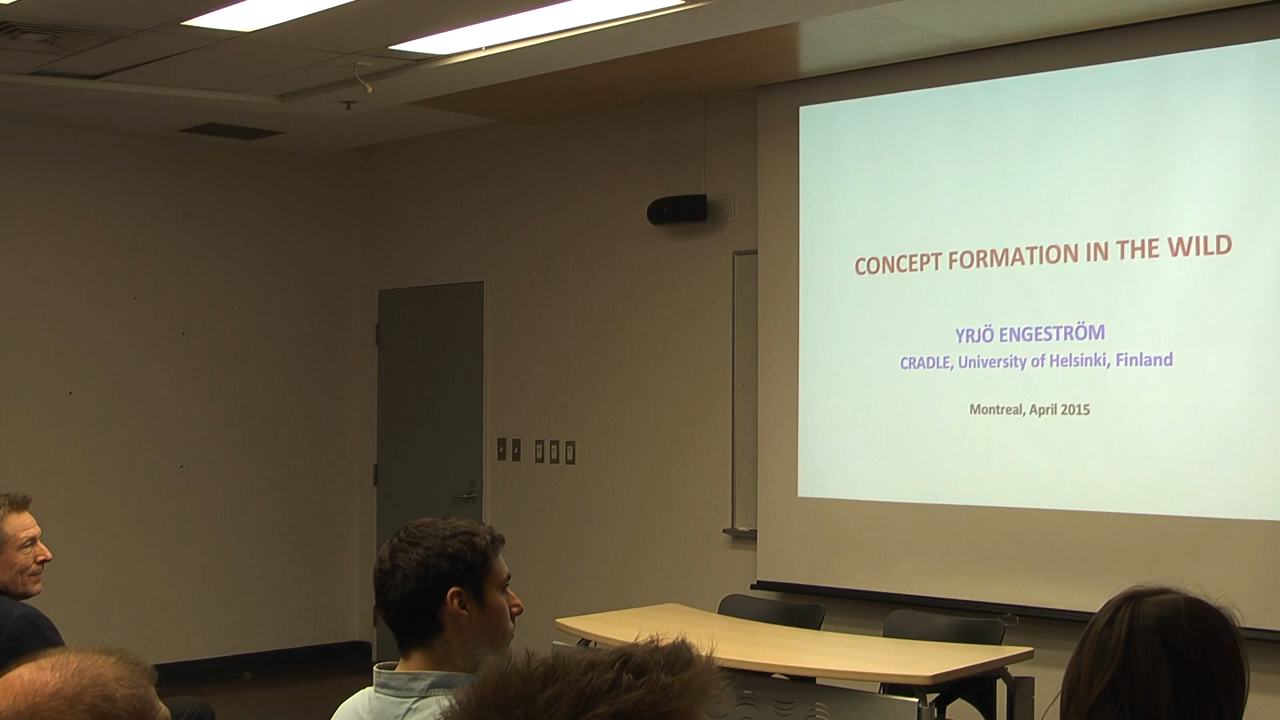 CONCEPT FORMATION IN THE WILD
YRJÖ ENGESTRÖM
CRADLE, University of Helsinki, Finland
Montreal, April 2015